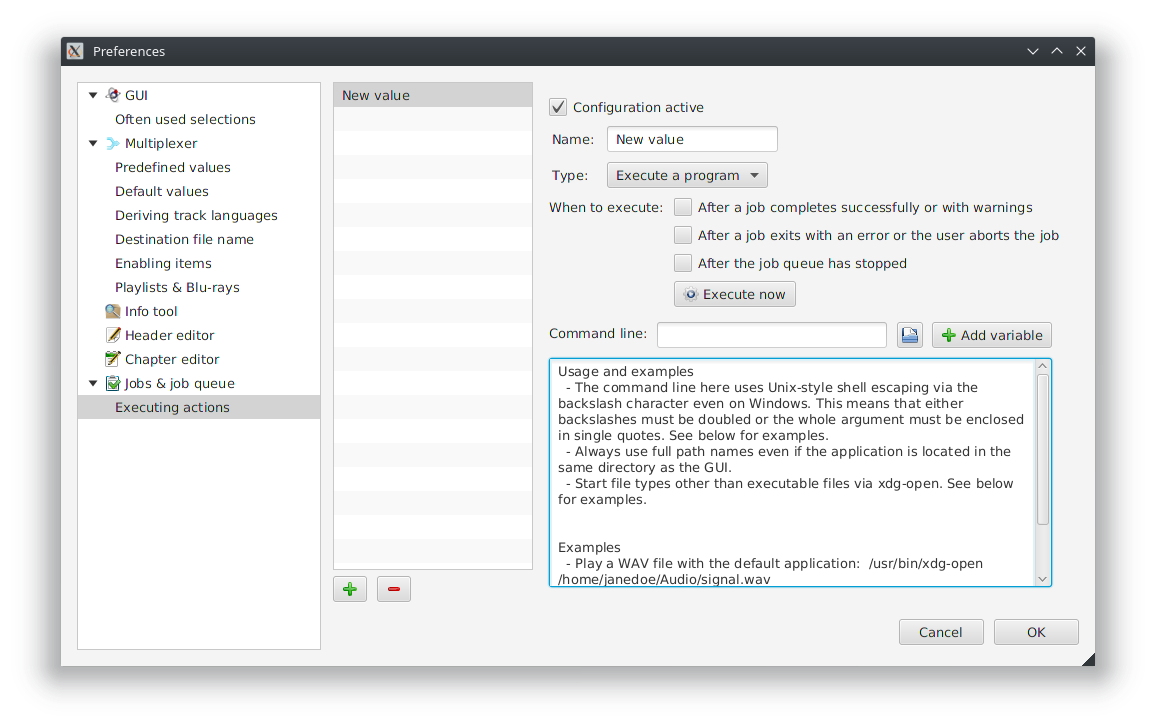 Preferences
GUI
Often used selections
Multiplexer
Predefined values
Default values
Deriving track languages
Destination file name
Enabling items
Playlists & Blu-rays
Info tool
Header editor
Chapter editor
Jobs & job queue
Executing actions
New value
Configuration active
Name: New value
Type: Execute a program
When to execute: After a job completes successfully or with warnings
After a job exits with an error or the user aborts the job
After the job queue has stopped
Execute now
Command line: Add variable
Usage and examples
- The command line here uses Unix-style shell escaping via the
backslash character even on Windows. This means that either
backslashes must be doubled or the whole argument must be enclosed
in single quotes. See below for examples.
- Always use full path names even if the application is located in the
same directory as the GUI.
- Start file types other than executable files via xdg-open. See below
for examples.
Examples
- Play a WAV file with the default application: /usr/bin/xdg-open
/home/janedoe/Audio/signal.wav
Cancel OK